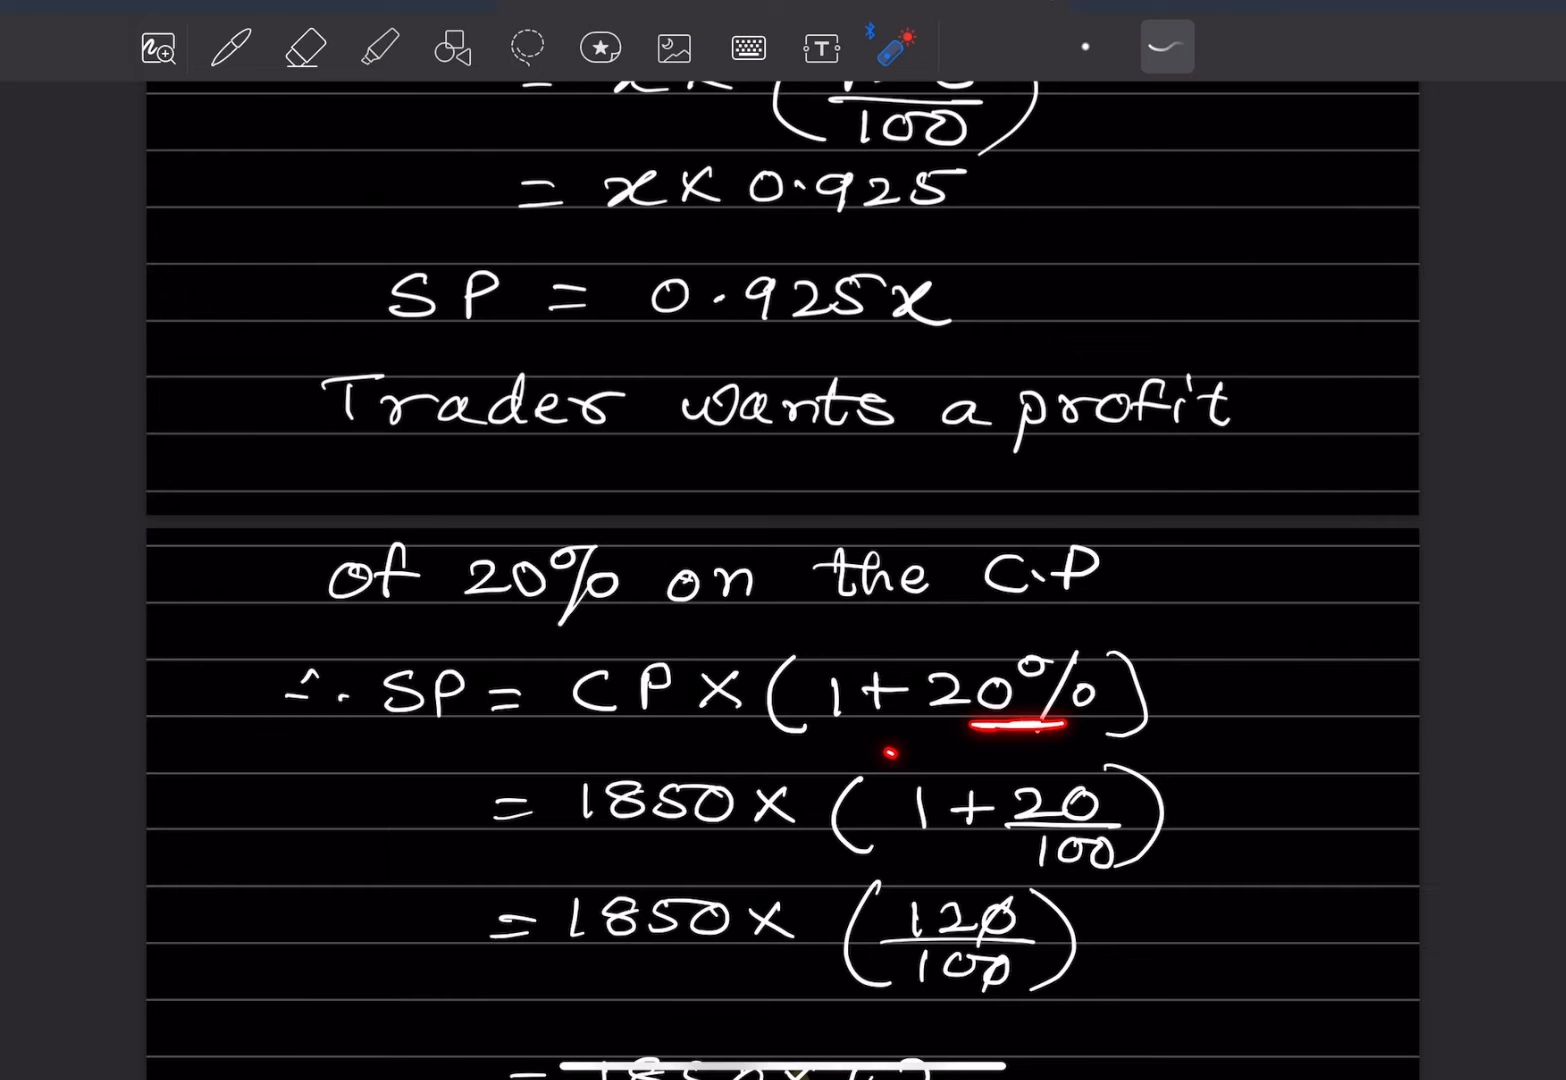 100
= x × 0.925
SP = 0.925x
Trader wants a profit
of 20% on the C.P
∴ SP = CP × (1 + 20%)
= 1850 × (1 + 20/100)
= 1850 × (120/100)